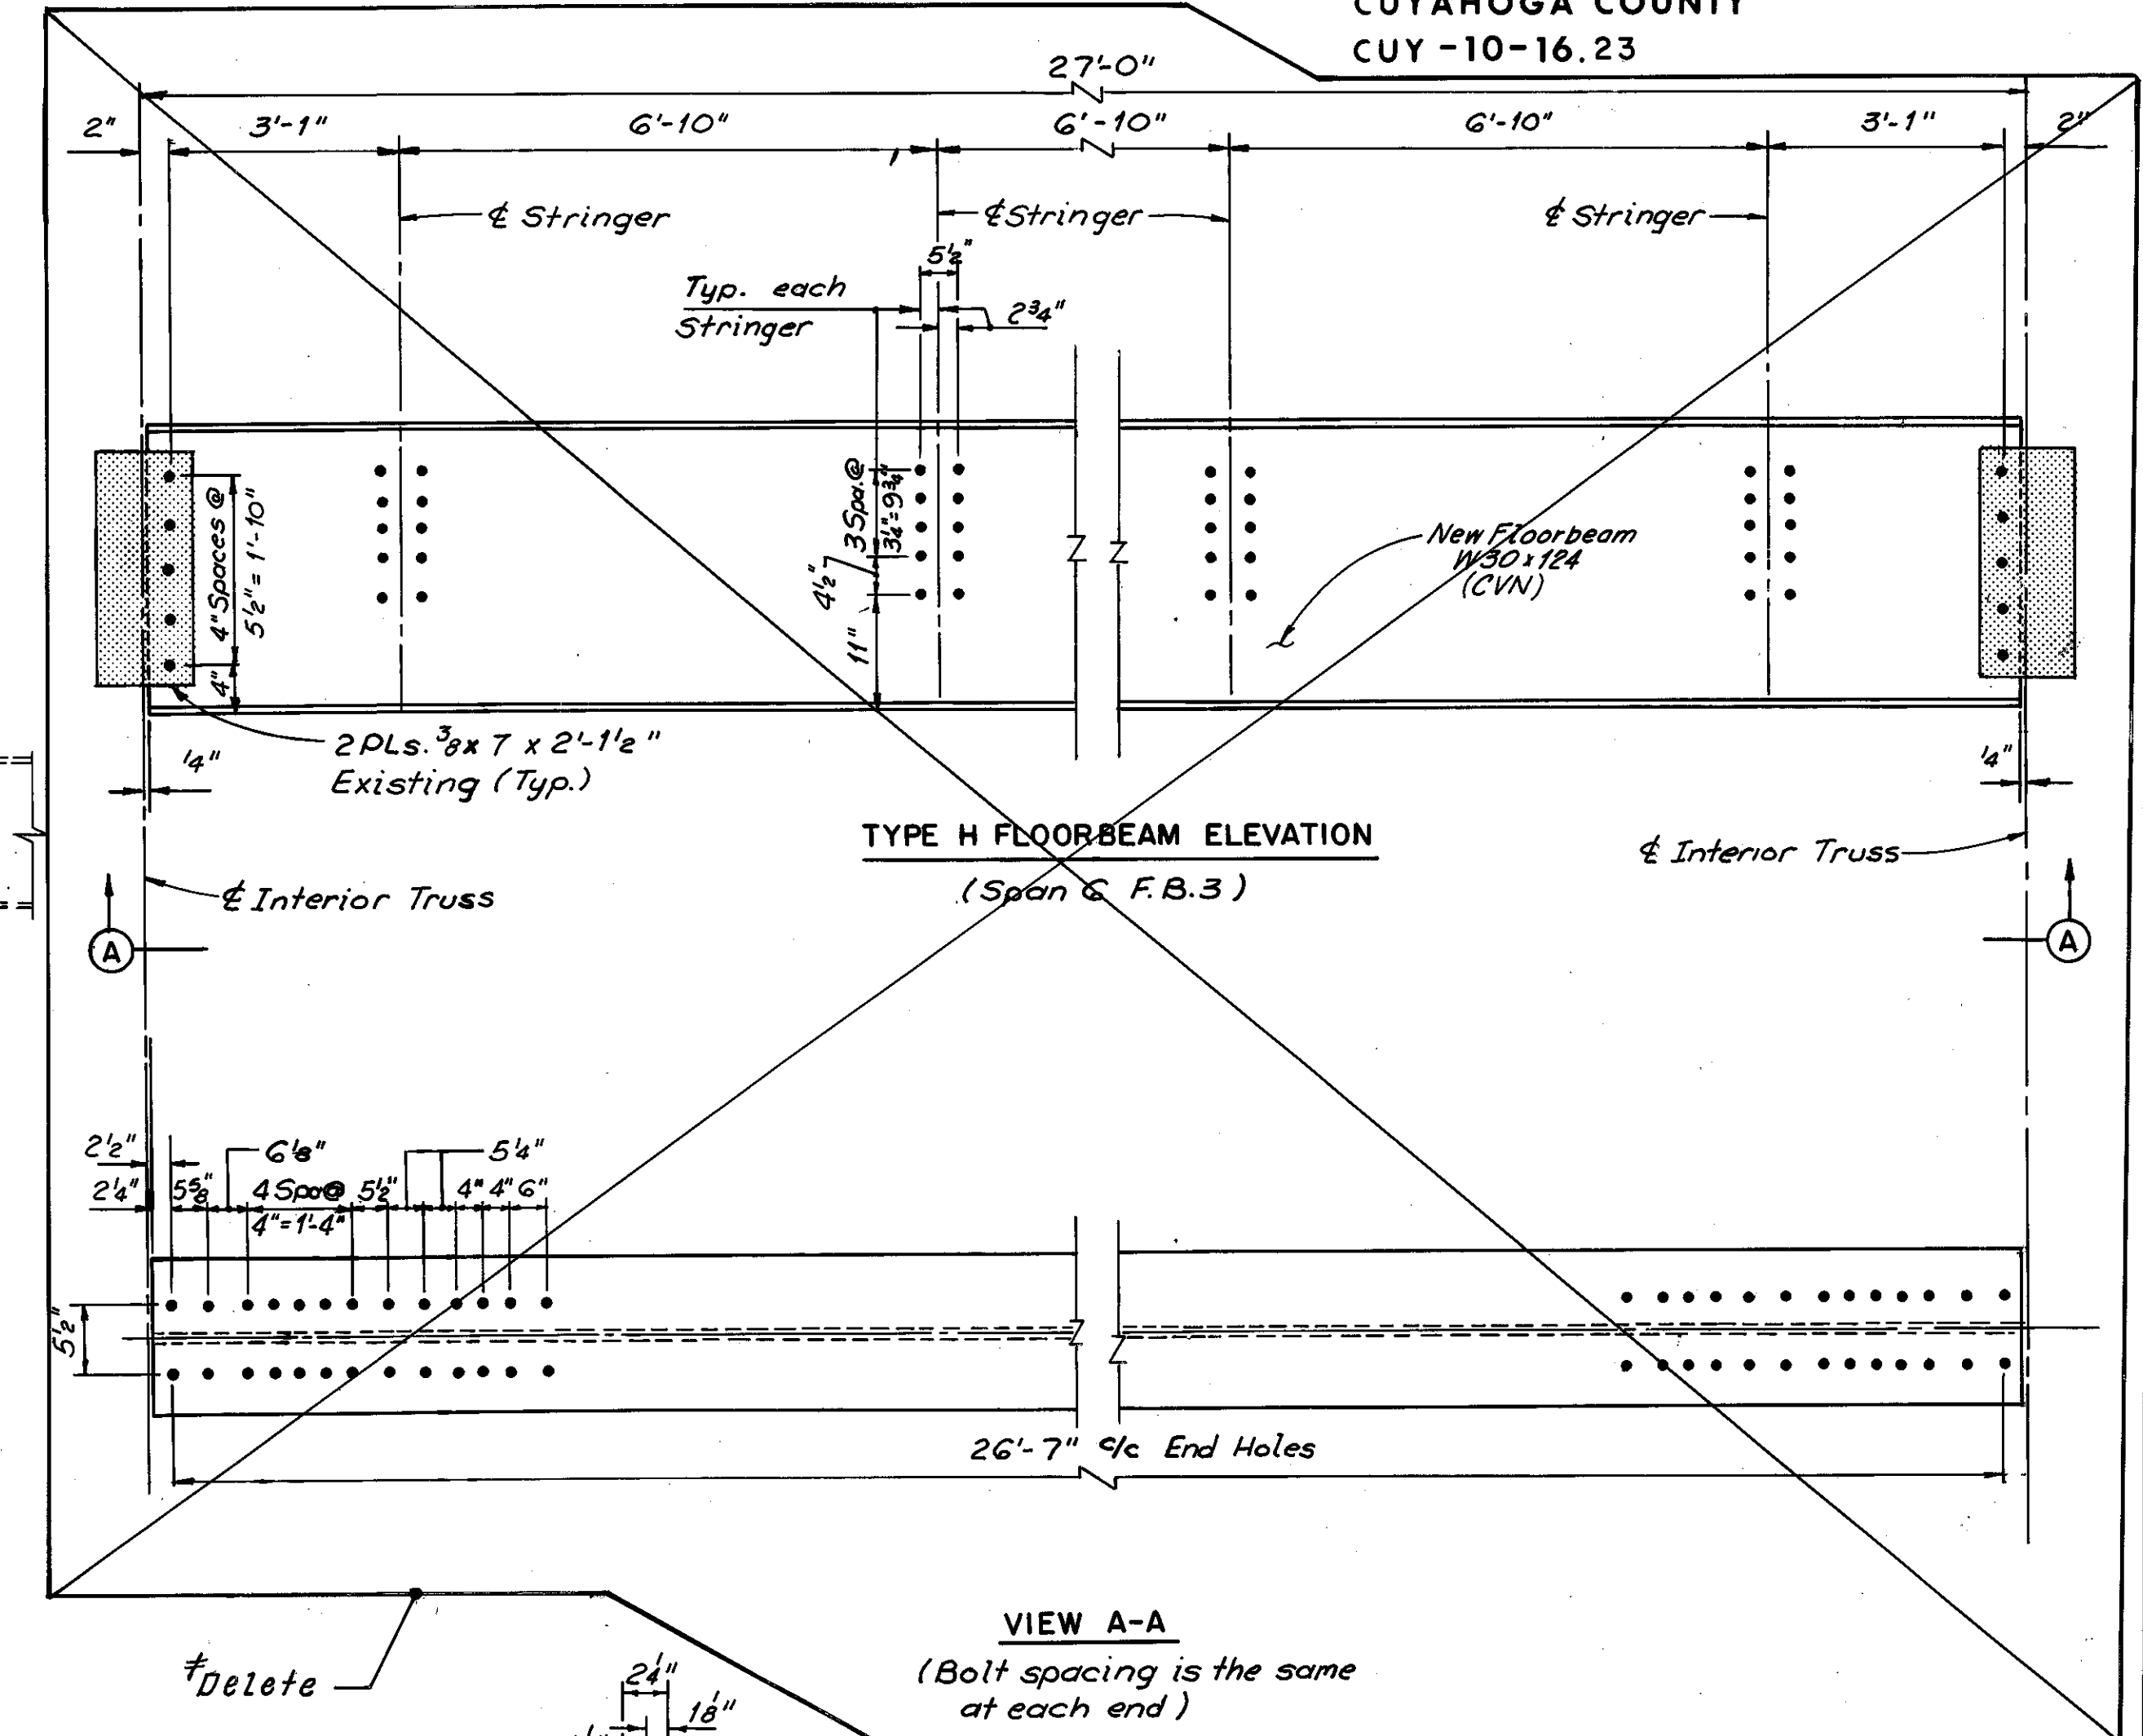 CUYAHOGA COUNTY
CUY -10-16.23
27'-0"
2" 3'-1" 6'-10" 6'-10" 6'-10" 3'-1" 2"
℄ Stringer ℄ Stringer ℄ Stringer
5½"
Typ. each
Stringer
2¾"
4" Spaces @
5½" = 1'-10"
4"
3 Spa. @
3¼" = 9¾"
4½"
11"
New Floorbeam
W30 x 124
(CVN)
2 PLs. ⅜ x 7 x 2'-1½"
Existing (Typ.)
¼" ¼"
TYPE H FLOORBEAM ELEVATION
(Span 6 F.B.3)
℄ Interior Truss
℄ Interior Truss
A A
2½" 6⅛" 5¼"
2¼" 5⅝" 4 Spa@ 5½" 4" 4" 6"
4" = 1'-4"
5½"
26'-7" c/c End Holes
VIEW A-A
(Bolt spacing is the same
at each end)
≠Delete
2¼"
1⅛"